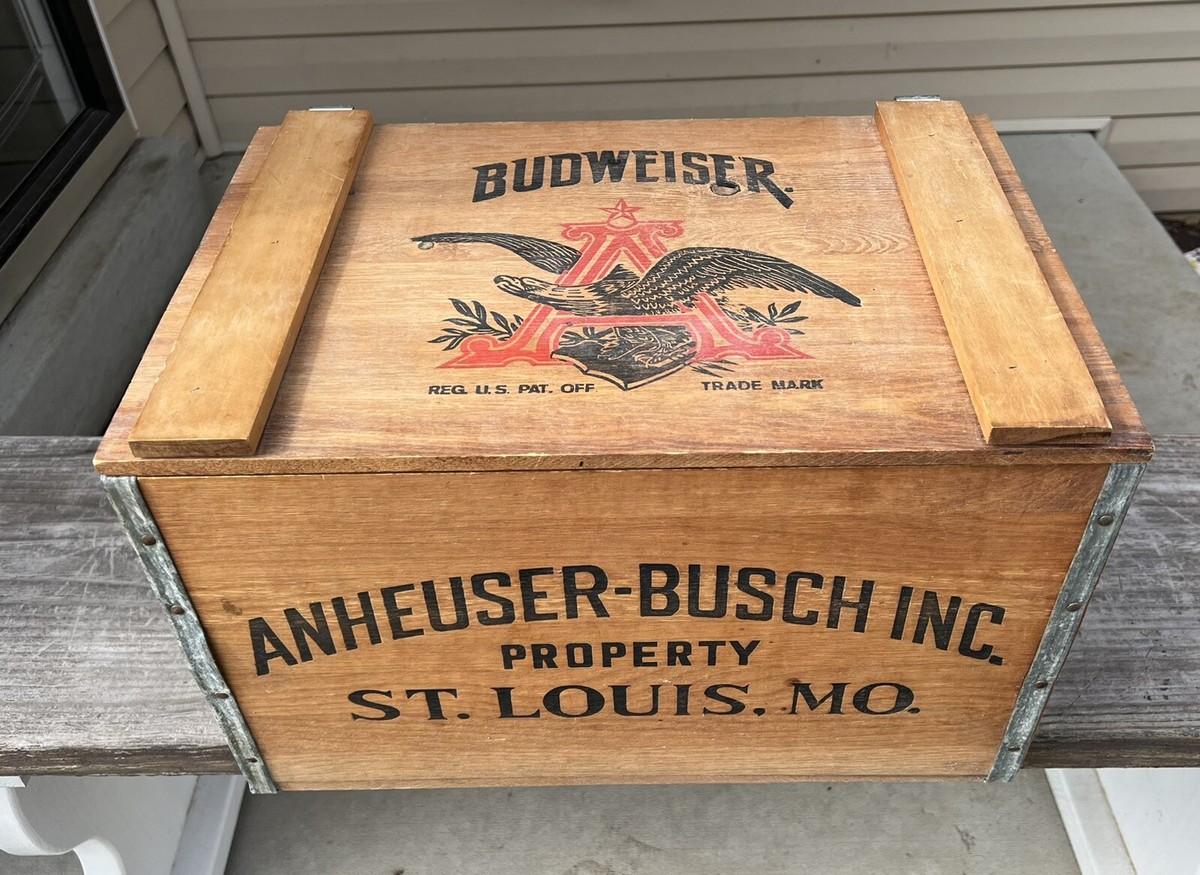 BUDWEISER.
A
REG. U.S. PAT. OFF. TRADE MARK
ANHEUSER-BUSCH INC.
PROPERTY
ST. LOUIS, MO.